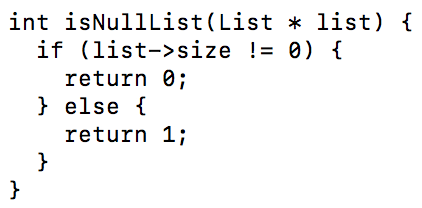 int isNullList(List * list) {
  if (list->size != 0) {
    return 0;
  } else {
    return 1;
  }
}